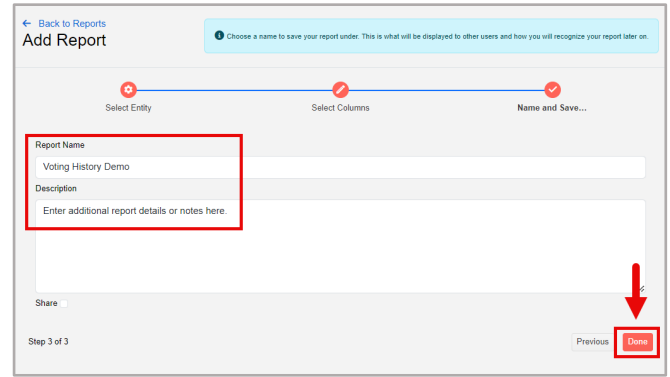 ← Back to Reports
Add Report
Choose a name to save your report under. This is what will be displayed to other users and how you will recognize your report later on.
Select Entity
Select Columns
Name and Save...
Report Name
Voting History Demo
Description
Enter additional report details or notes here.
Share
Step 3 of 3
Previous
Done